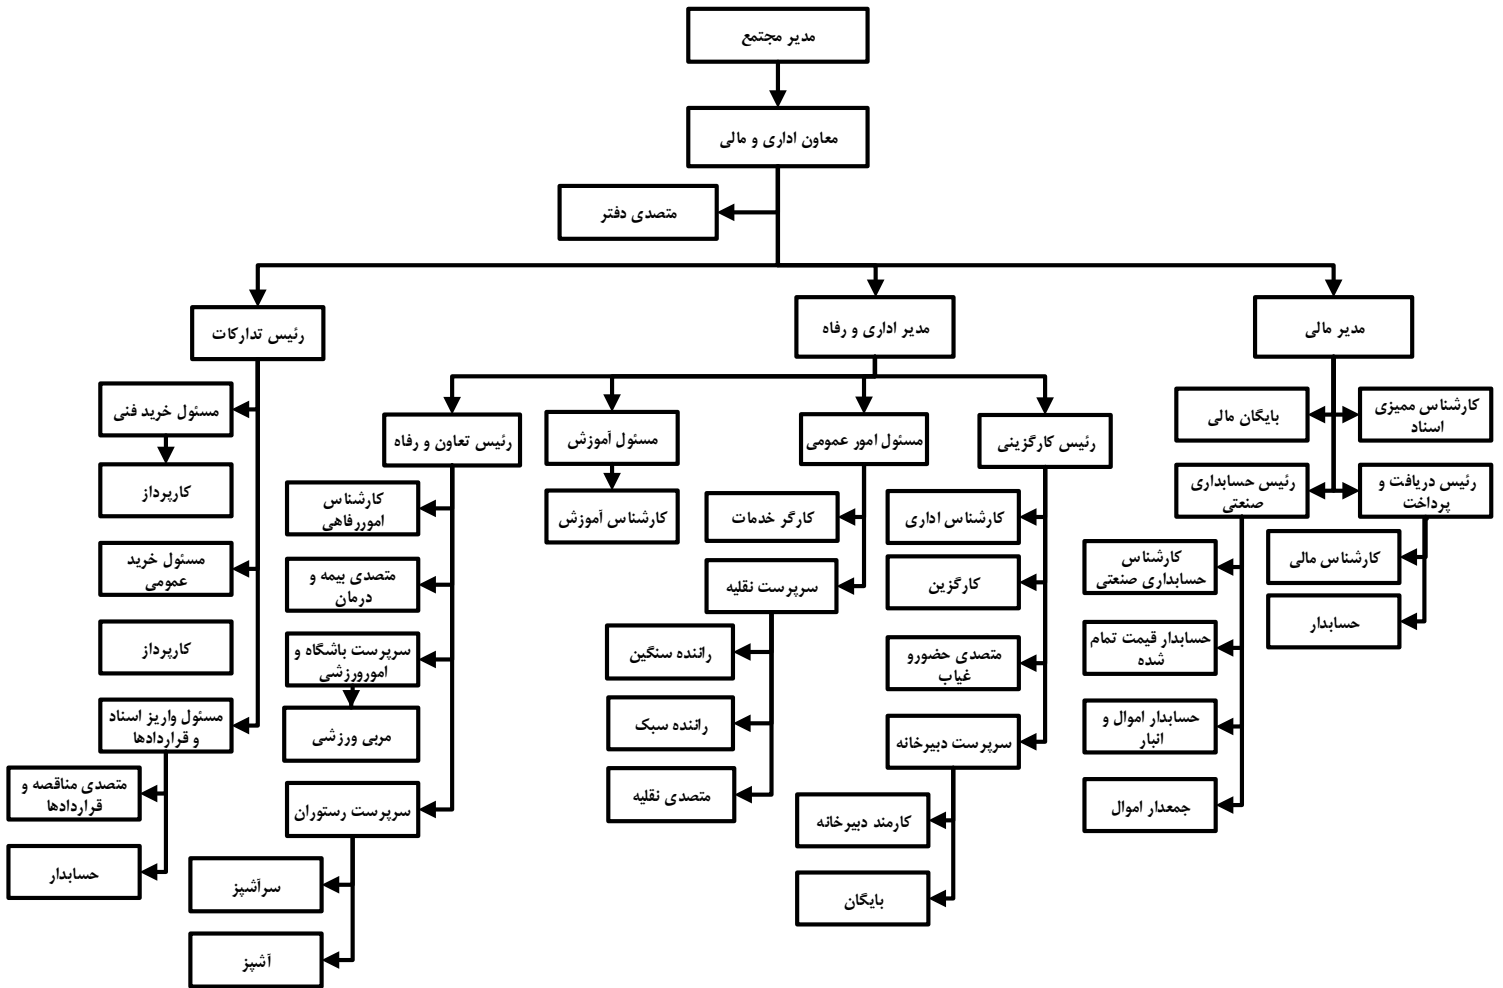 مدیر مجتمع
معاون اداری و مالی
متصدی دفتر
مدیر مالی
مدیر اداری و رفاه
رئیس تدارکات
کارشناس ممیزی
اسناد
بایگان مالی
رئیس دریافت و
پرداخت
رئیس حسابداری
صنعتی
کارشناس مالی
حسابدار
کارشناس
حسابداری صنعتی
حسابدار قیمت تمام
شده
حسابدار اموال و
انبار
جمعدار اموال
رئیس کارگزینی
مسئول امور عمومی
مسئول آموزش
رئیس تعاون و رفاه
کارشناس اداری
کارگزین
متصدی حضورو
غیاب
سرپرست دبیرخانه
کارمند دبیرخانه
بایگان
کارگر خدمات
سرپرست نقلیه
راننده سنگین
راننده سبک
متصدی نقلیه
کارشناس آموزش
کارشناس
اموررفاهی
متصدی بیمه و
درمان
سرپرست باشگاه و
امورورزشی
مربی ورزشی
سرپرست رستوران
سرآشپز
آشپز
مسئول خرید فنی
کارپرداز
مسئول خرید
عمومی
کارپرداز
مسئول واریز اسناد
و قراردادها
متصدی مناقصه و
قراردادها
حسابدار